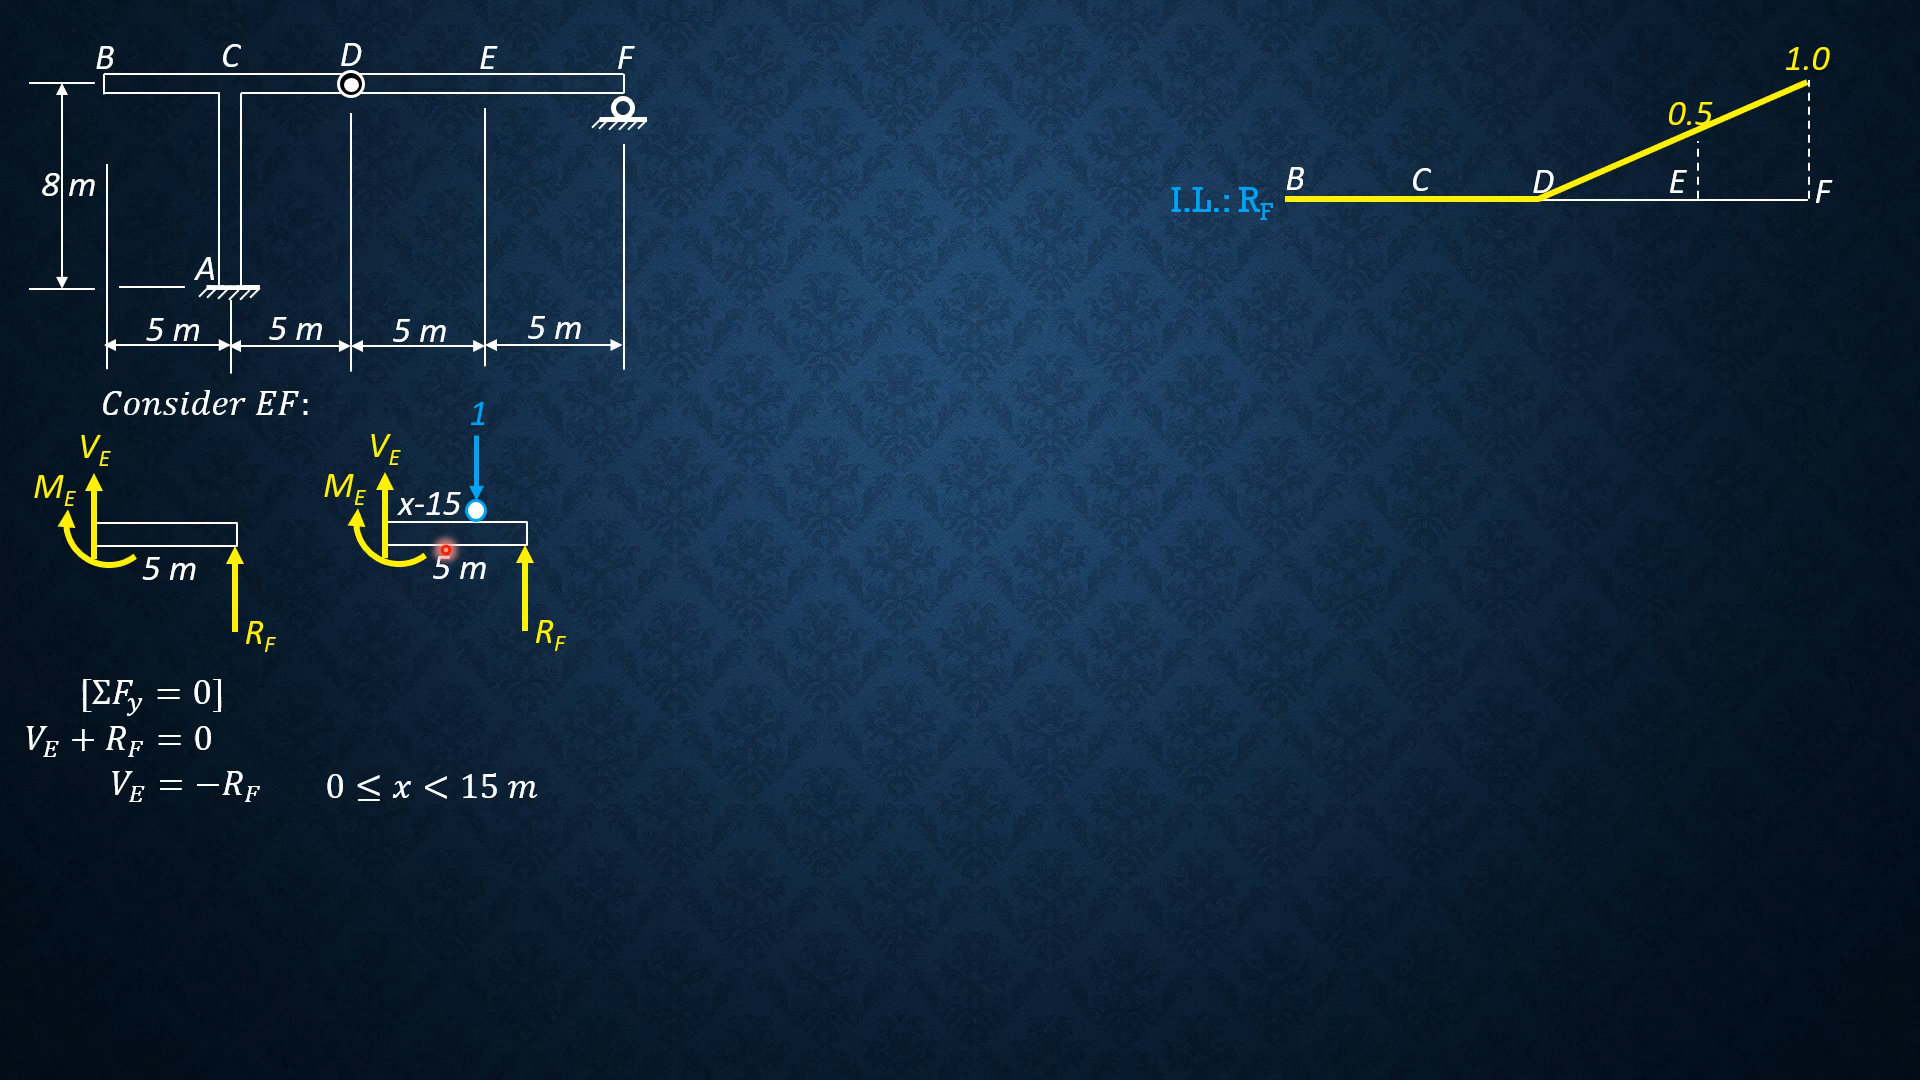 B C D E F
8 m
A
5 m 5 m 5 m 5 m
1.0
0.5
I.L.: R_F B C D E F
Consider EF:
1
V_E V_E
M_E M_E x-15
5 m 5 m
R_F R_F
[ΣF_y = 0]
V_E + R_F = 0
V_E = −R_F 0 ≤ x < 15 m